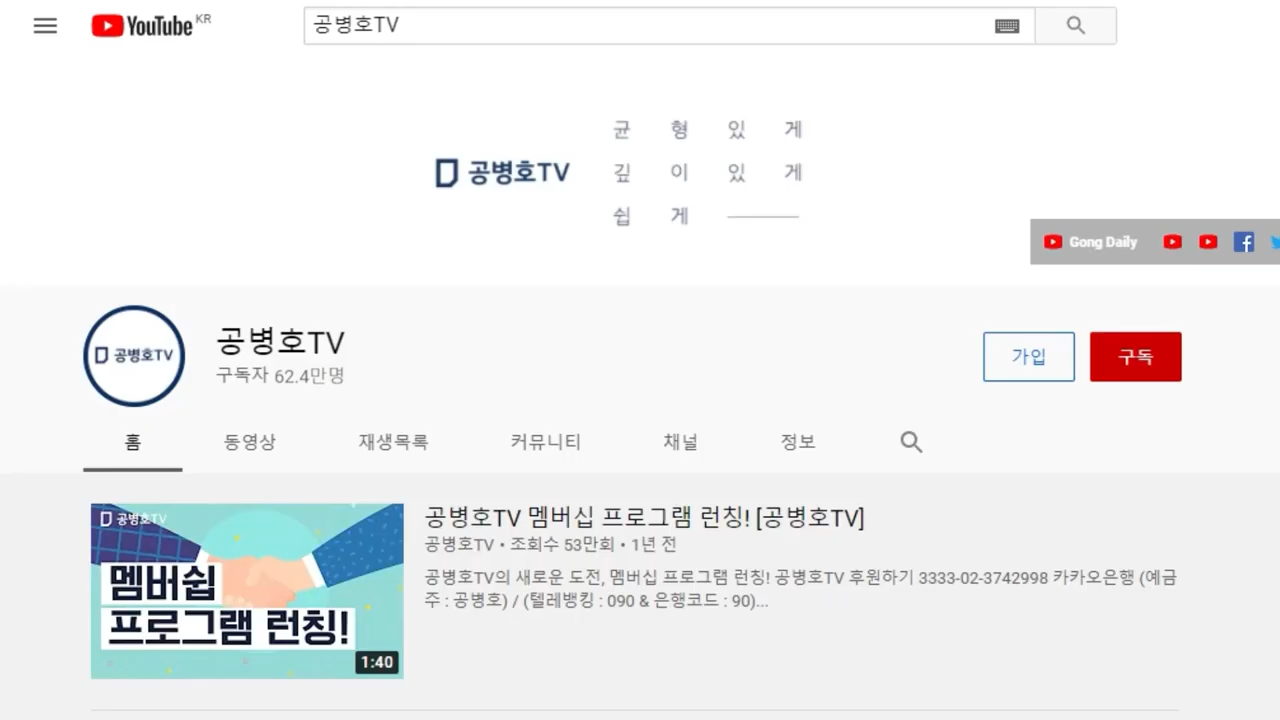 YouTube KR
공병호TV
균 형 있 게
공병호TV 깊 이 있 게
쉽 게
Gong Daily
공병호TV
공병호TV
구독자 62.4만명
가입
구독
홈 동영상 재생목록 커뮤니티 채널 정보
공병호TV
멤버쉽
프로그램 런칭!
1:40
공병호TV 멤버십 프로그램 런칭! [공병호TV]
공병호TV • 조회수 53만회 • 1년 전
공병호TV의 새로운 도전, 멤버십 프로그램 런칭! 공병호TV 후원하기 3333-02-3742998 카카오은행 (예금
주 : 공병호) / (텔레뱅킹 : 090 & 은행코드 : 90)...